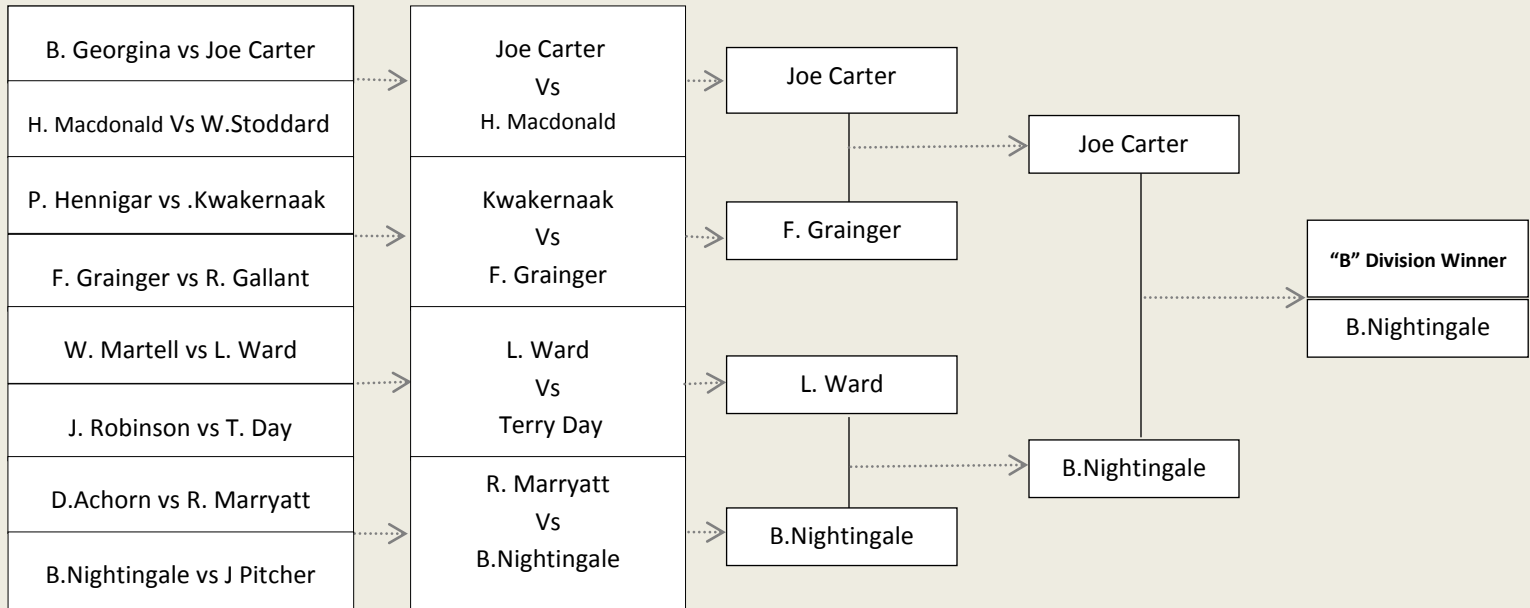 B. Georgina vs Joe Carter
H. Macdonald Vs W.Stoddard
P. Hennigar vs .Kwakernaak
F. Grainger vs R. Gallant
W. Martell vs L. Ward
J. Robinson vs T. Day
D.Achorn vs R. Marryatt
B.Nightingale vs J Pitcher
Joe Carter
Vs
H. Macdonald
Kwakernaak
Vs
F. Grainger
L. Ward
Vs
Terry Day
R. Marryatt
Vs
B.Nightingale
Joe Carter
F. Grainger
L. Ward
B.Nightingale
Joe Carter
B.Nightingale
“B” Division Winner
B.Nightingale